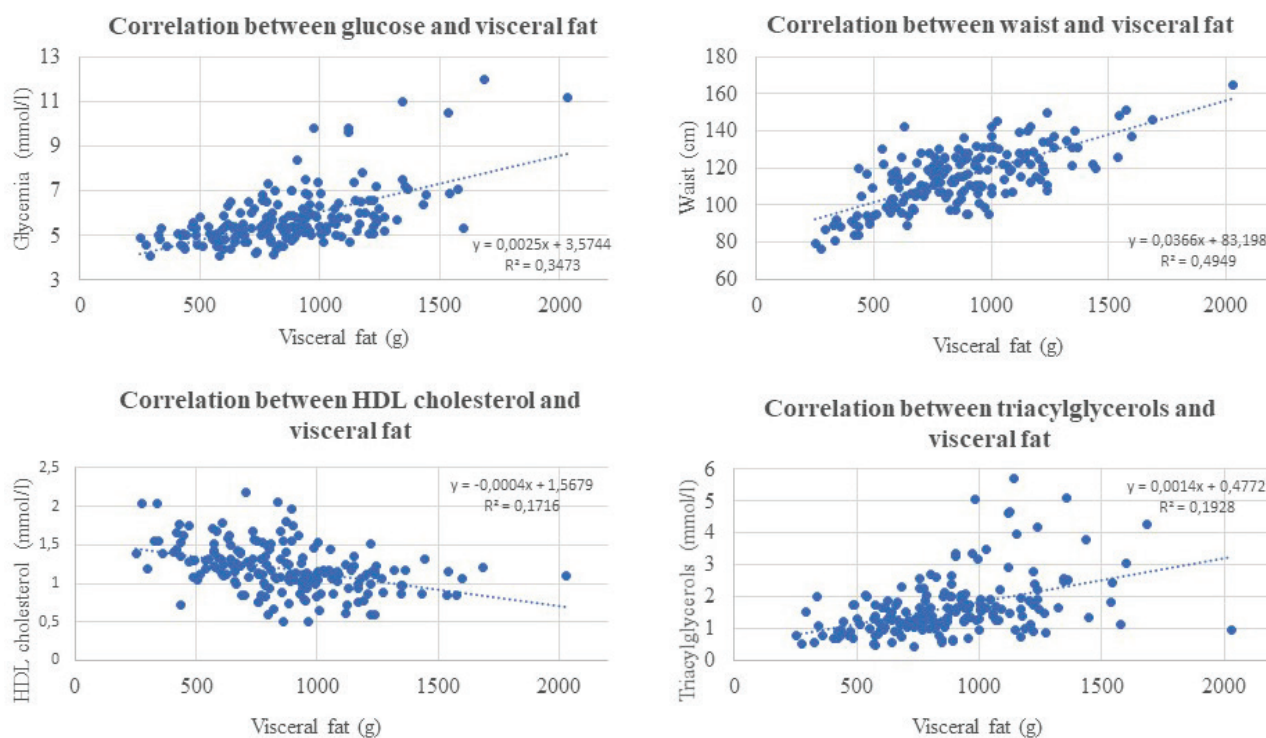 Correlation between glucose and visceral fat
13
11
9
7
5
3
Glycemia (mmol/l)
y = 0,0025x + 3,5744
R² = 0,3473
0 500 1000 1500 2000
Visceral fat (g)
Correlation between waist and visceral fat
180
160
140
120
100
80
60
Waist (cm)
y = 0,0366x + 83,198
R² = 0,4949
0 500 1000 1500 2000
Visceral fat (g)
Correlation between HDL cholesterol and
visceral fat
2,5
2
1,5
1
0,5
0
HDL cholesterol (mmol/l)
y = -0,0004x + 1,5679
R² = 0,1716
0 500 1000 1500 2000
Visceral fat (g)
Correlation between triacylglycerols and
visceral fat
6
5
4
3
2
1
0
Triacylglycerols (mmol/l)
y = 0,0014x + 0,4772
R² = 0,1928
0 500 1000 1500 2000
Visceral fat (g)